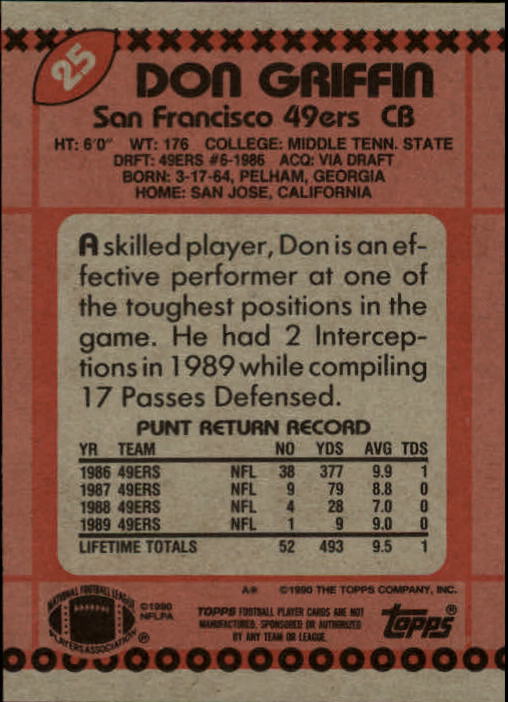 25
DON GRIFFIN
San Francisco 49ers CB
HT: 6'0" WT: 176 COLLEGE: MIDDLE TENN. STATE
DRFT: 49ERS #6-1986 ACQ: VIA DRAFT
BORN: 3-17-64, PELHAM, GEORGIA
HOME: SAN JOSE, CALIFORNIA
A skilled player, Don is an ef-
fective performer at one of
the toughest positions in the
game. He had 2 Intercep-
tions in 1989 while compiling
17 Passes Defensed.
PUNT RETURN RECORD
YR TEAM NO YDS AVG TDS
1986 49ERS NFL 38 377 9.9 1
1987 49ERS NFL 9 79 8.8 0
1988 49ERS NFL 4 28 7.0 0
1989 49ERS NFL 1 9 9.0 0
LIFETIME TOTALS 52 493 9.5 1
A* ©1990 THE TOPPS COMPANY, INC.
NATIONAL FOOTBALL LEAGUE
PLAYERS ASSOCIATION ®
©1990
NFLPA
TOPPS FOOTBALL PLAYER CARDS ARE NOT
MANUFACTURED, SPONSORED OR AUTHORIZED
BY ANY TEAM OR LEAGUE.
topps®